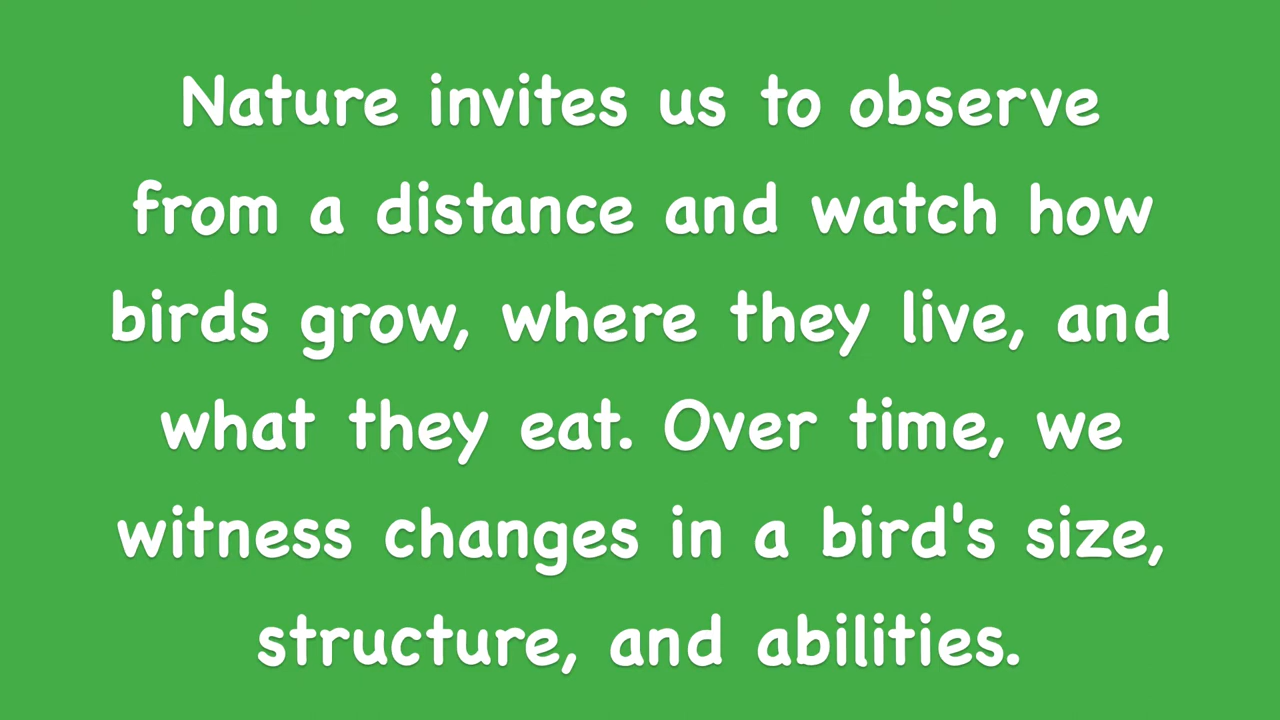 Nature invites us to observe
from a distance and watch how
birds grow, where they live, and
what they eat. Over time, we
witness changes in a bird's size,
structure, and abilities.